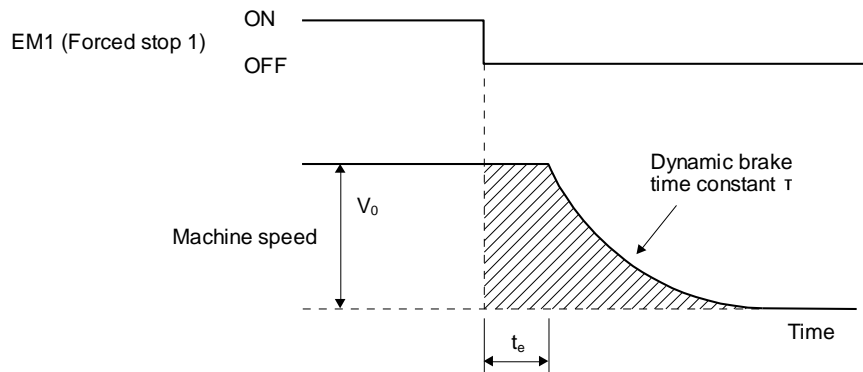 ON
EM1 (Forced stop 1)
OFF
Dynamic brake
time constant τ
V0
Machine speed
Time
te